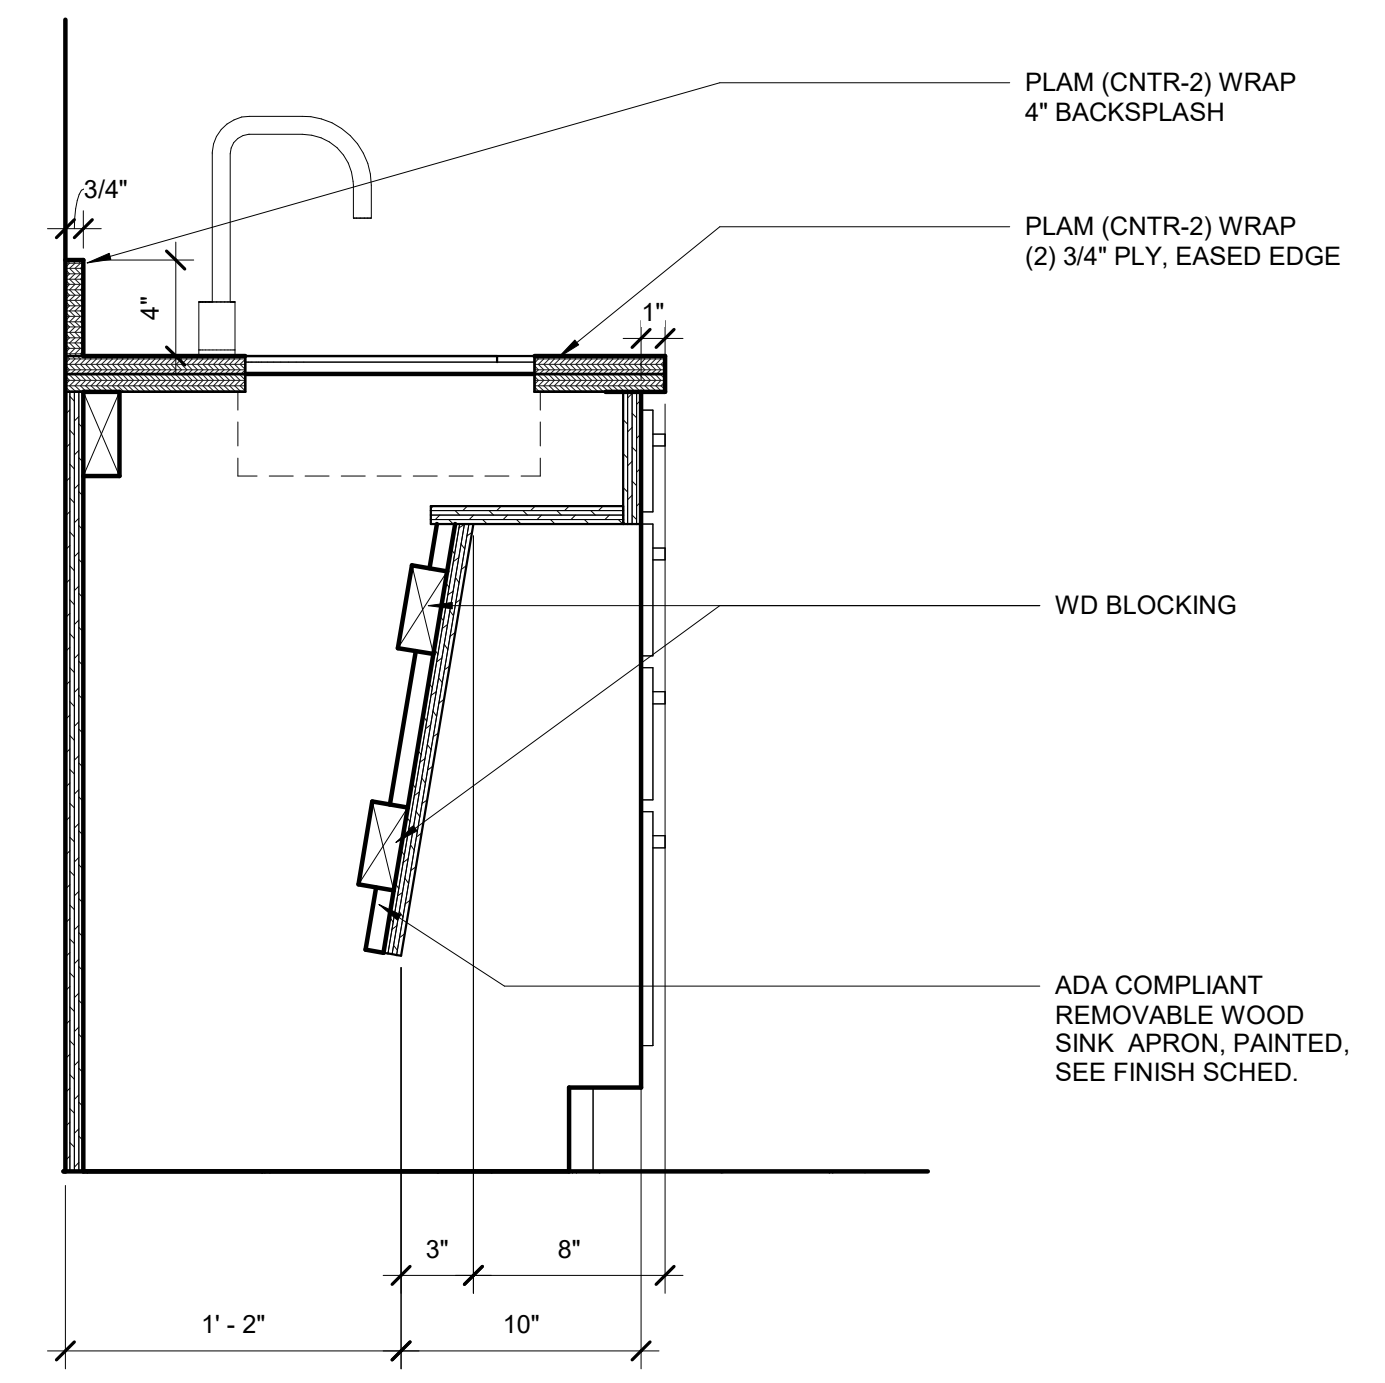 PLAM (CNTR-2) WRAP
4" BACKSPLASH
3/4"
PLAM (CNTR-2) WRAP
(2) 3/4" PLY, EASED EDGE
4"
1"
WD BLOCKING
ADA COMPLIANT
REMOVABLE WOOD
SINK APRON, PAINTED,
SEE FINISH SCHED.
3"
8"
1' - 2"
10"